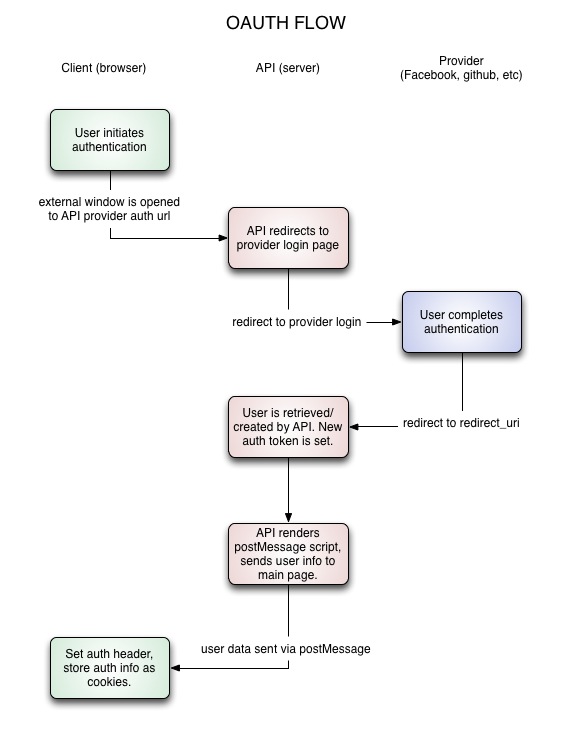 OAUTH FLOW
Client (browser)
API (server)
Provider
(Facebook, github, etc)
User initiates
authentication
external window is opened
to API provider auth url
API redirects to
provider login page
redirect to provider login
User completes
authentication
redirect to redirect_uri
User is retrieved/
created by API. New
auth token is set.
API renders
postMessage script,
sends user info to
main page.
user data sent via postMessage
Set auth header,
store auth info as
cookies.